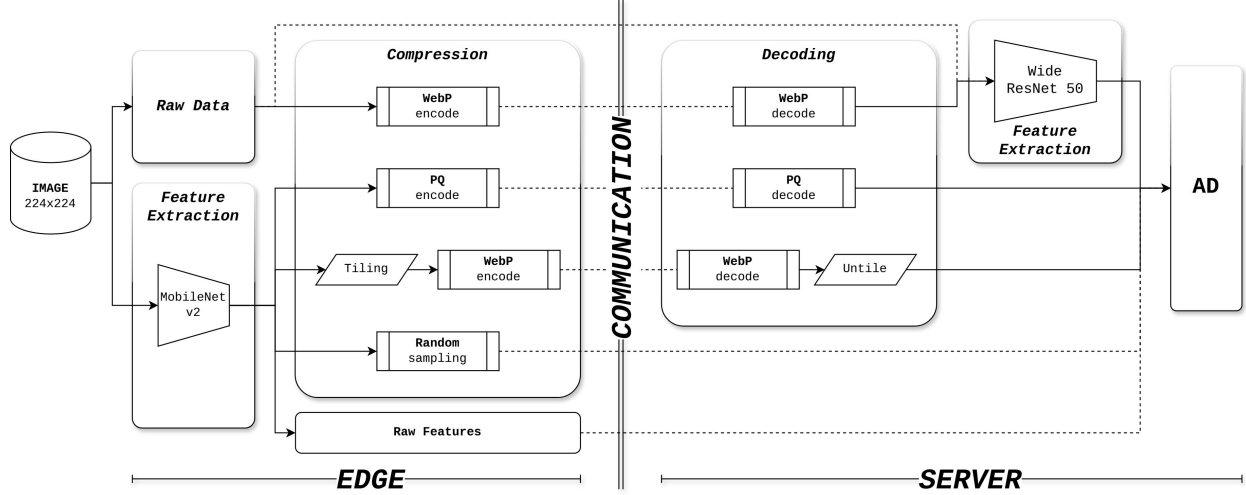 IMAGE
224x224
Raw Data
Feature
Extraction
MobileNet
v2
Compression
WebP
encode
PQ
encode
Tiling
WebP
encode
Random
sampling
Raw Features
EDGE
COMMUNICATION
Decoding
WebP
decode
PQ
decode
WebP
decode
Untile
Wide
ResNet 50
Feature
Extraction
AD
SERVER